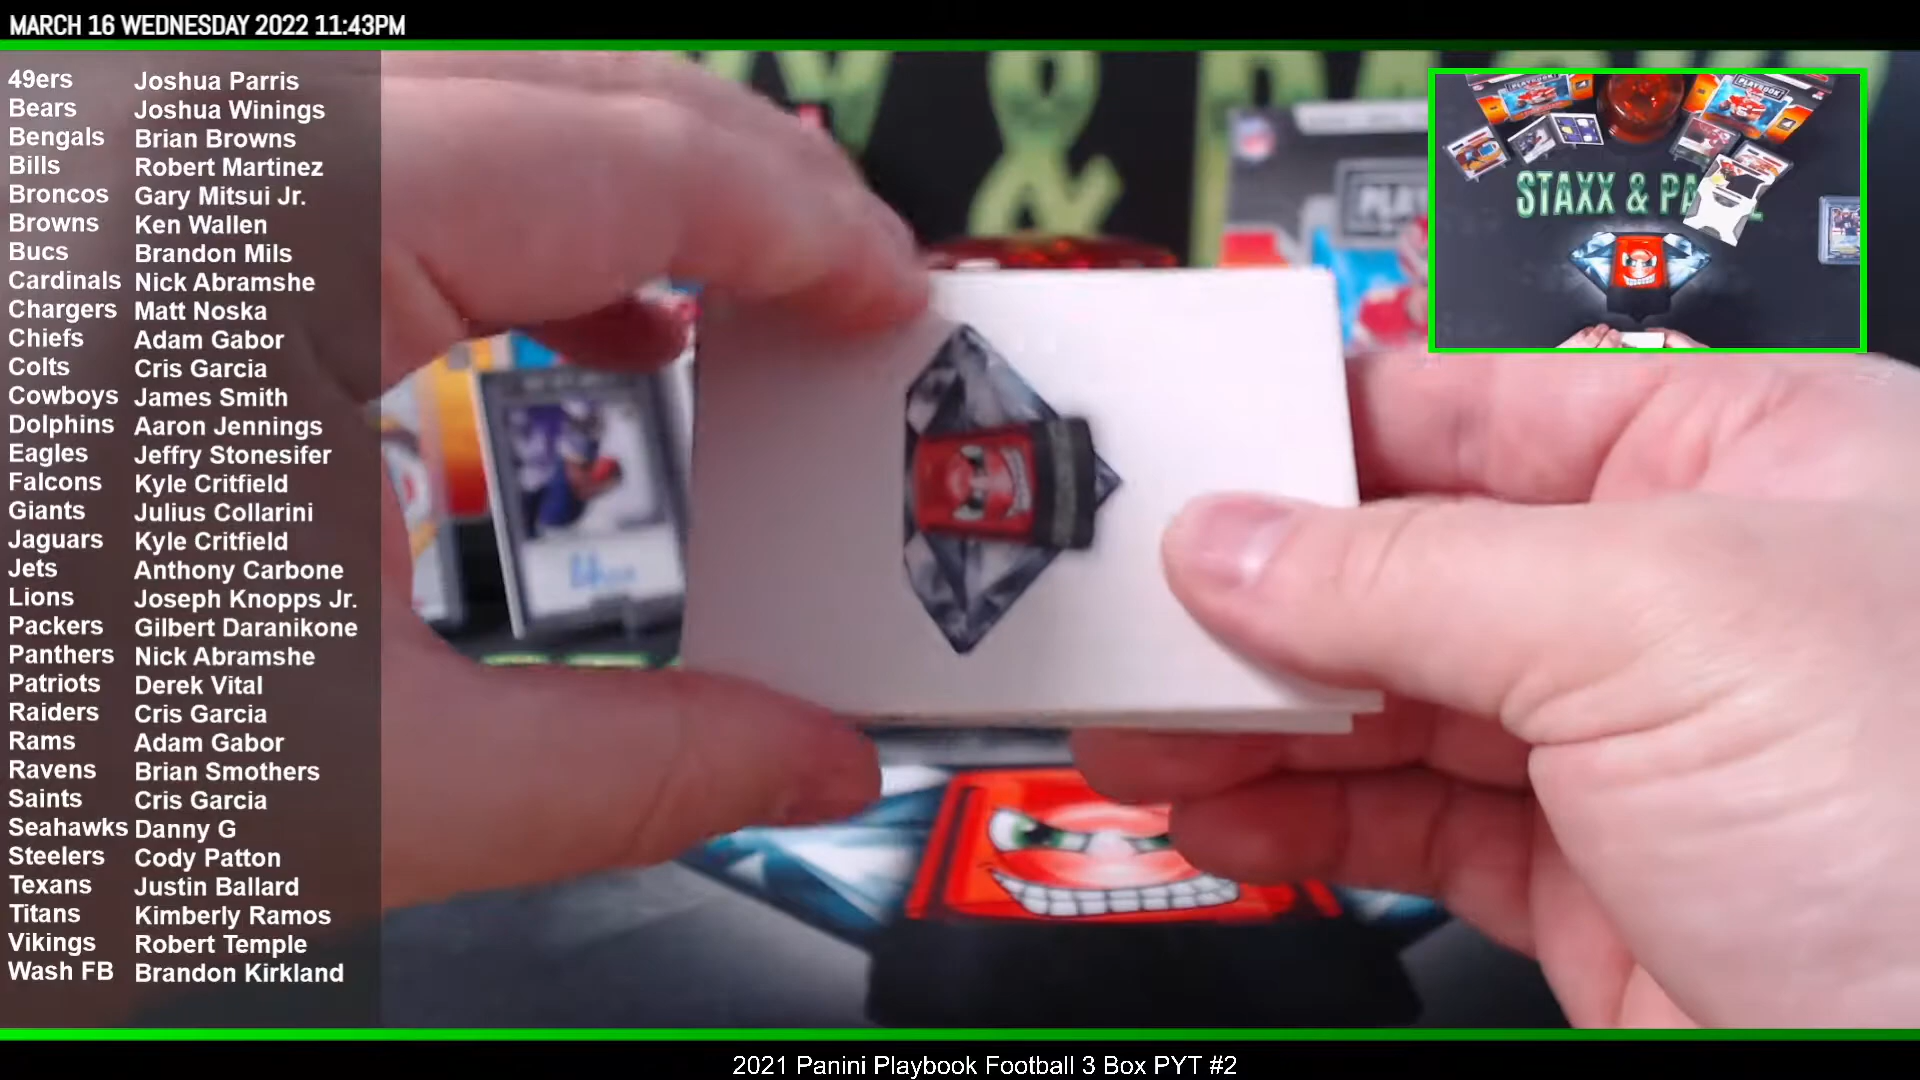 MARCH 16 WEDNESDAY 2022 11:43PM
49ers Joshua Parris
Bears Joshua Winings
Bengals Brian Browns
Bills Robert Martinez
Broncos Gary Mitsui Jr.
Browns Ken Wallen
Bucs Brandon Mils
Cardinals Nick Abramshe
Chargers Matt Noska
Chiefs Adam Gabor
Colts Cris Garcia
Cowboys James Smith
Dolphins Aaron Jennings
Eagles Jeffry Stonesifer
Falcons Kyle Critfield
Giants Julius Collarini
Jaguars Kyle Critfield
Jets Anthony Carbone
Lions Joseph Knopps Jr.
Packers Gilbert Daranikone
Panthers Nick Abramshe
Patriots Derek Vital
Raiders Cris Garcia
Rams Adam Gabor
Ravens Brian Smothers
Saints Cris Garcia
Seahawks Danny G
Steelers Cody Patton
Texans Justin Ballard
Titans Kimberly Ramos
Vikings Robert Temple
Wash FB Brandon Kirkland
PLAYBOOK
PLAYBOOK
STAXX & PA
2021 Panini Playbook Football 3 Box PYT #2